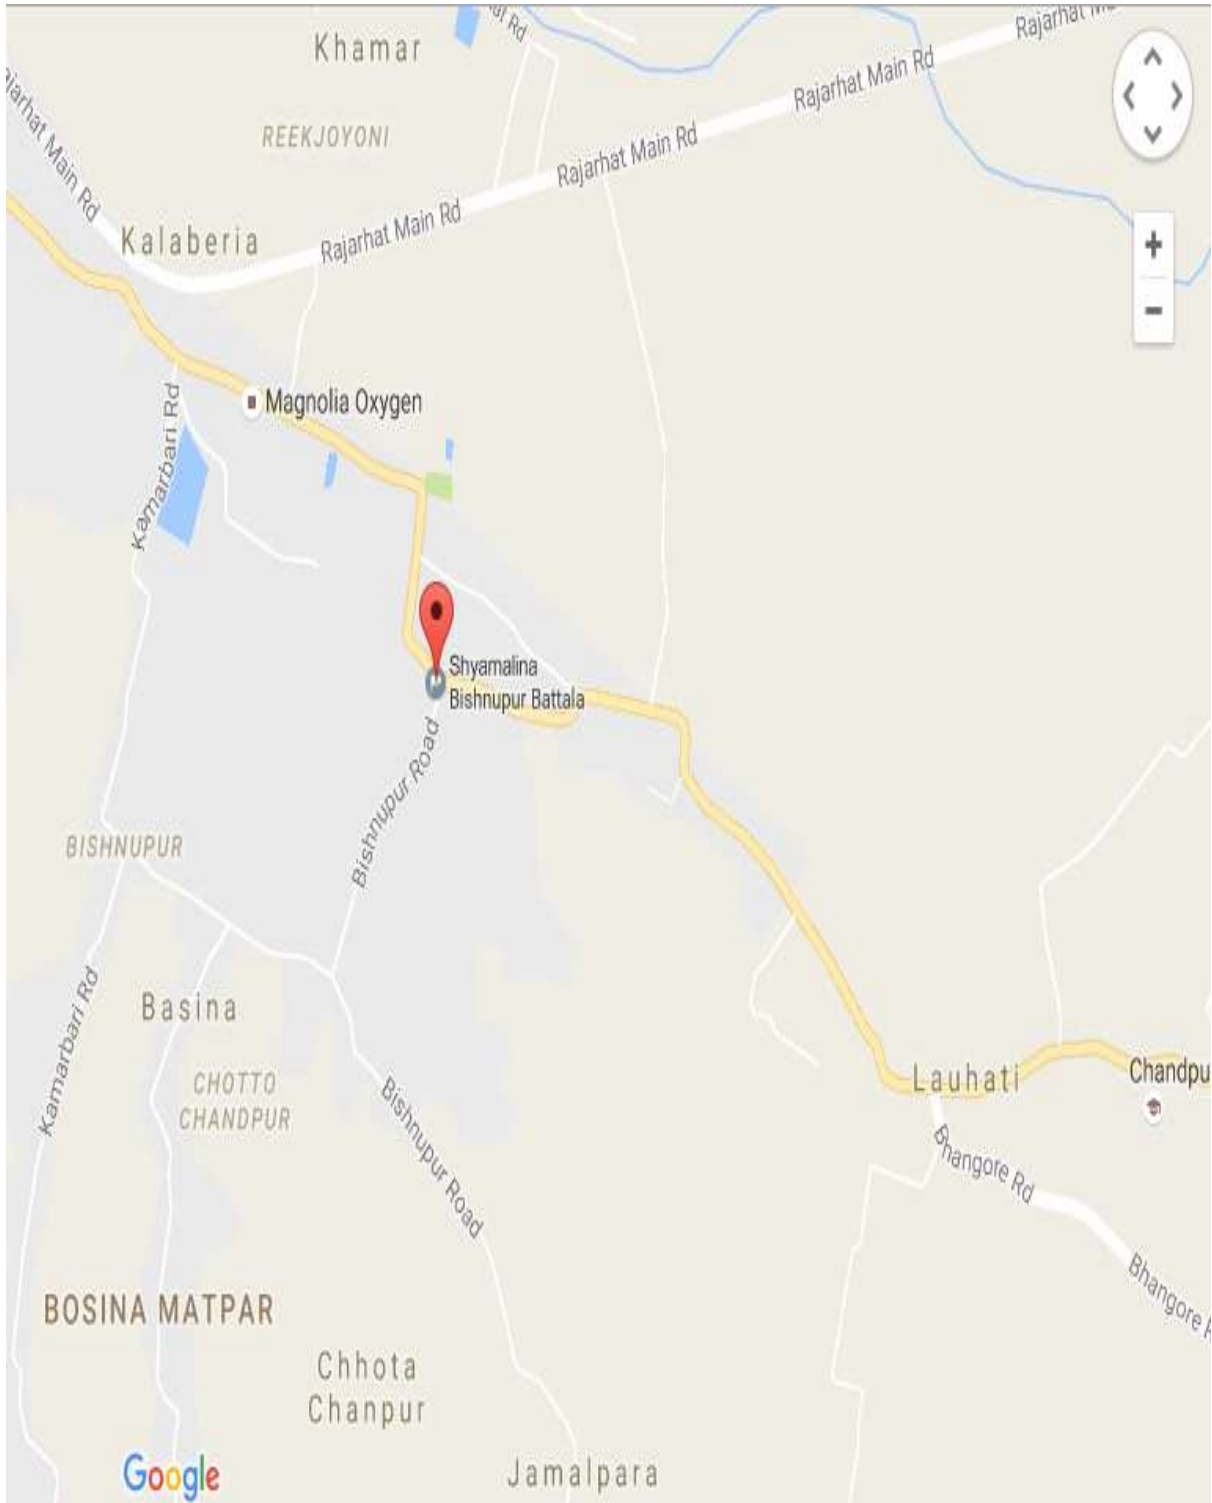 Khamar
Rajarhat Main Rd
Rajarhat Main Rd
REEKJOYONI
Rajarhat Main Rd
Rajarhat Main Rd
Kalaberia
Magnolia Oxygen
Kamarbari Rd
Shyamalina
Bishnupur Battala
Bishnupur Road
BISHNUPUR
Basina
Kamarbari Rd
CHOTTO
CHANDPUR
Lauhati
Chandpu
Bishnupur Road
Bhangore Rd
Bhangore R
BOSINA MATPAR
Chhota
Chanpur
Google
Jamalpara